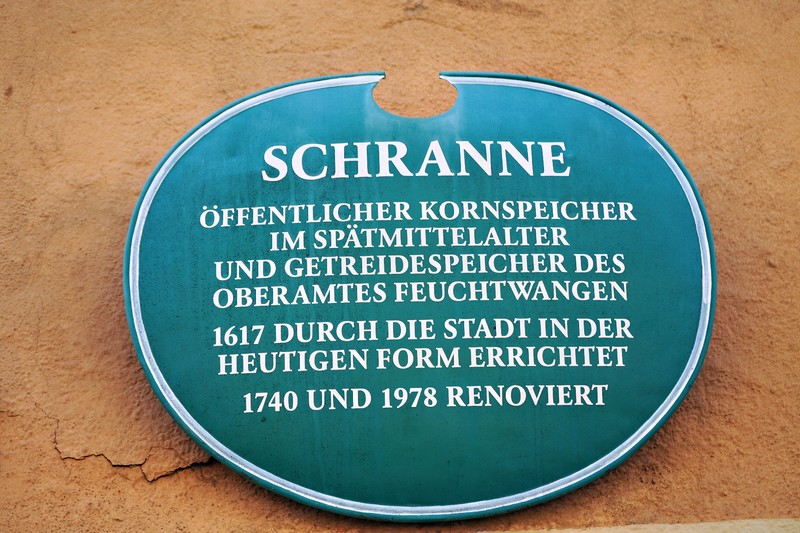 SCHRANNE
ÖFFENTLICHER KORNSPEICHER
IM SPÄTMITTELALTER
UND GETREIDESPEICHER DES
OBERAMTES FEUCHTWANGEN
1617 DURCH DIE STADT IN DER
HEUTIGEN FORM ERRICHTET
1740 UND 1978 RENOVIERT